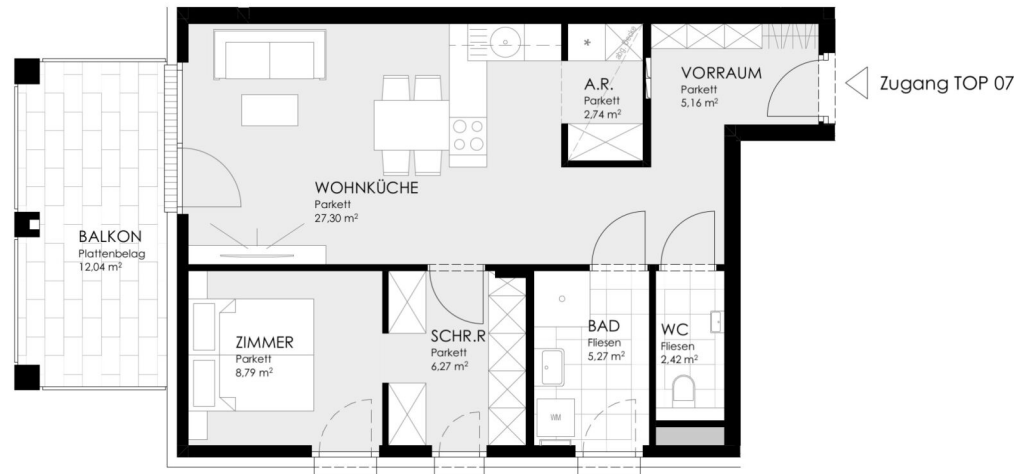 VORRAUM
Parkett
5,16 m²
Zugang TOP 07
A.R.
Parkett
2,74 m²
*
abg. Decke
WOHNKÜCHE
Parkett
27,30 m²
BALKON
Plattenbelag
12,04 m²
ZIMMER
Parkett
8,79 m²
SCHR.R
Parkett
6,27 m²
BAD
Fliesen
5,27 m²
WC
Fliesen
2,42 m²
WM